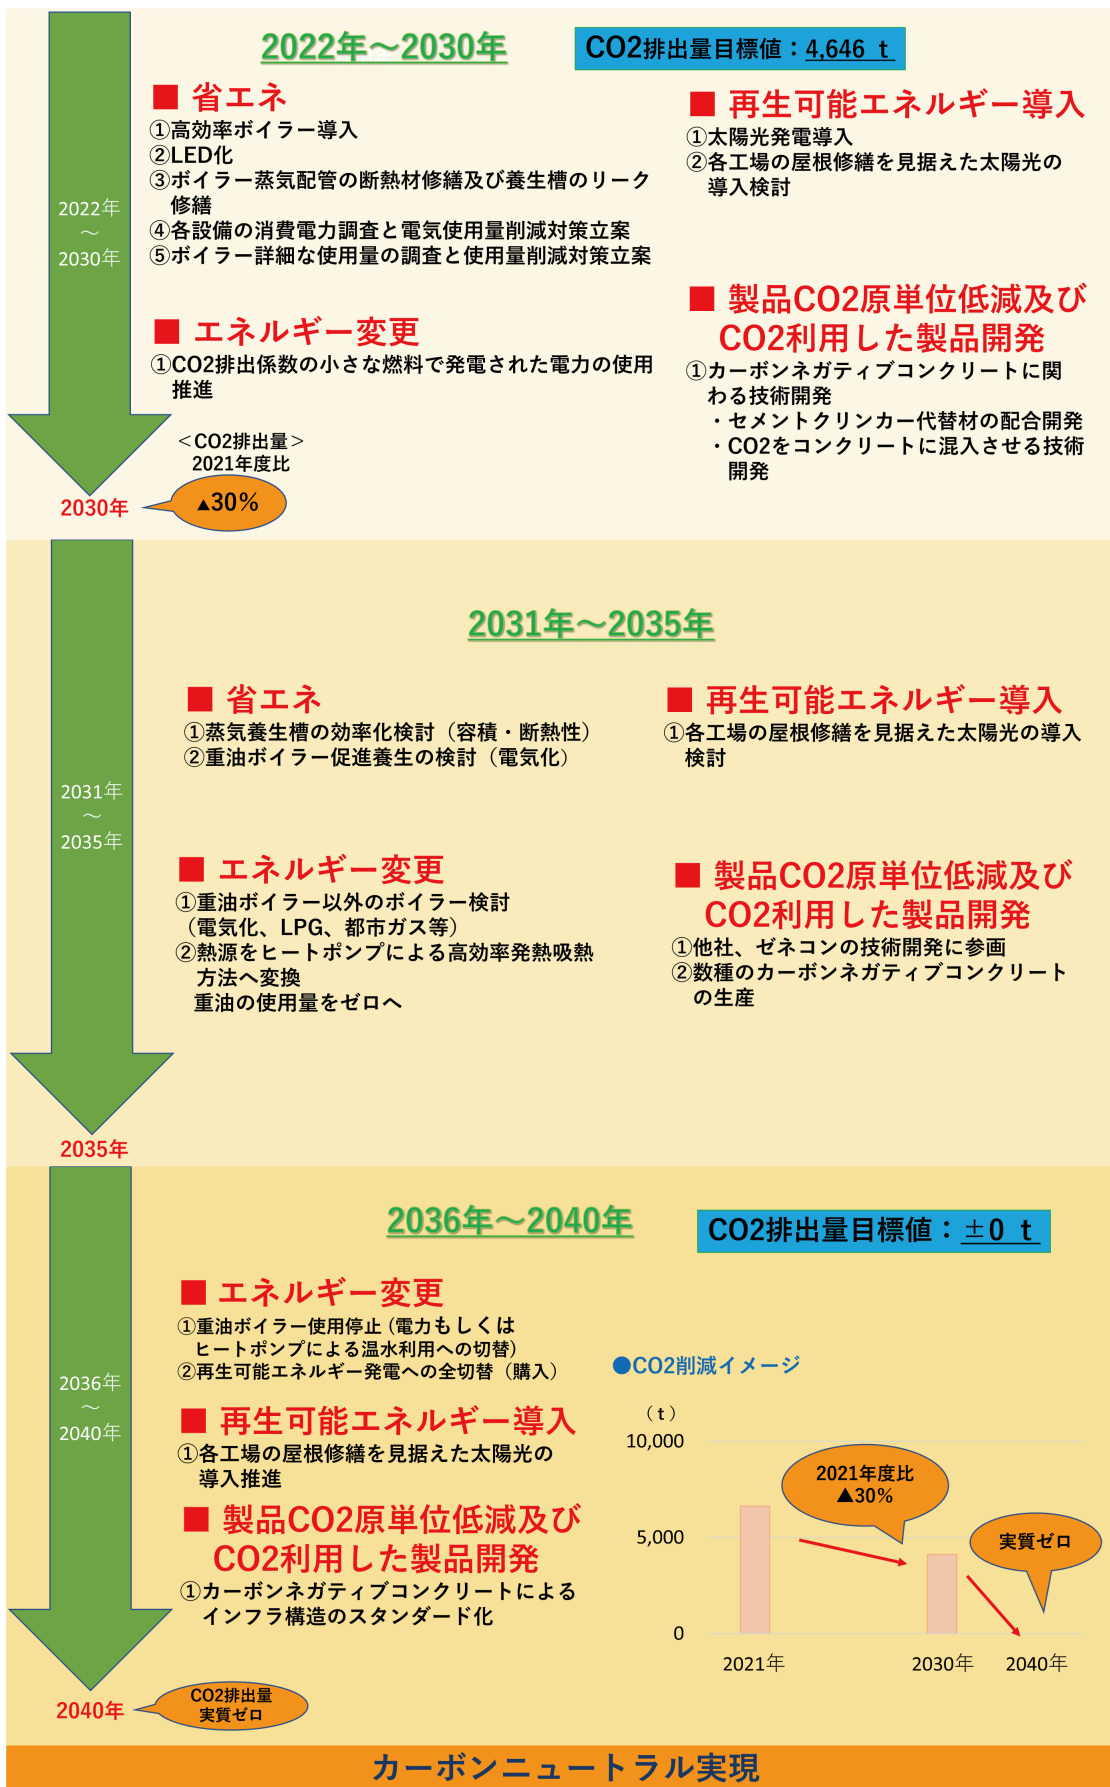 2022年～2030年
CO2排出量目標値：4,646 t
2022年
～
2030年
■ 省エネ
①高効率ボイラー導入
②LED化
③ボイラー蒸気配管の断熱材修繕及び養生槽のリーク
修繕
④各設備の消費電力調査と電気使用量削減対策立案
⑤ボイラー詳細な使用量の調査と使用量削減対策立案
■ 再生可能エネルギー導入
①太陽光発電導入
②各工場の屋根修繕を見据えた太陽光の
導入検討
■ エネルギー変更
①CO2排出係数の小さな燃料で発電された電力の使用
推進
■ 製品CO2原単位低減及び
CO2利用した製品開発
①カーボンネガティブコンクリートに関
わる技術開発
・セメントクリンカー代替材の配合開発
・CO2をコンクリートに混入させる技術
開発
＜CO2排出量＞
2021年度比
▲30%
2030年
2031年～2035年
2031年
～
2035年
■ 省エネ
①蒸気養生槽の効率化検討（容積・断熱性）
②重油ボイラー促進養生の検討（電気化）
■ 再生可能エネルギー導入
①各工場の屋根修繕を見据えた太陽光の導入
検討
■ エネルギー変更
①重油ボイラー以外のボイラー検討
（電気化、LPG、都市ガス等）
②熱源をヒートポンプによる高効率発熱吸熱
方法へ変換
重油の使用量をゼロへ
■ 製品CO2原単位低減及び
CO2利用した製品開発
①他社、ゼネコンの技術開発に参画
②数種のカーボンネガティブコンクリート
の生産
2035年
2036年～2040年
CO2排出量目標値：±0 t
2036年
～
2040年
■ エネルギー変更
①重油ボイラー使用停止（電力もしくは
ヒートポンプによる温水利用への切替）
②再生可能エネルギー発電への全切替（購入）
■ 再生可能エネルギー導入
①各工場の屋根修繕を見据えた太陽光の
導入推進
■ 製品CO2原単位低減及び
CO2利用した製品開発
①カーボンネガティブコンクリートによる
インフラ構造のスタンダード化
●CO2削減イメージ
（t）
10,000
5,000
0
2021年度比
▲30%
実質ゼロ
2021年
2030年
2040年
2040年
CO2排出量
実質ゼロ
カーボンニュートラル実現